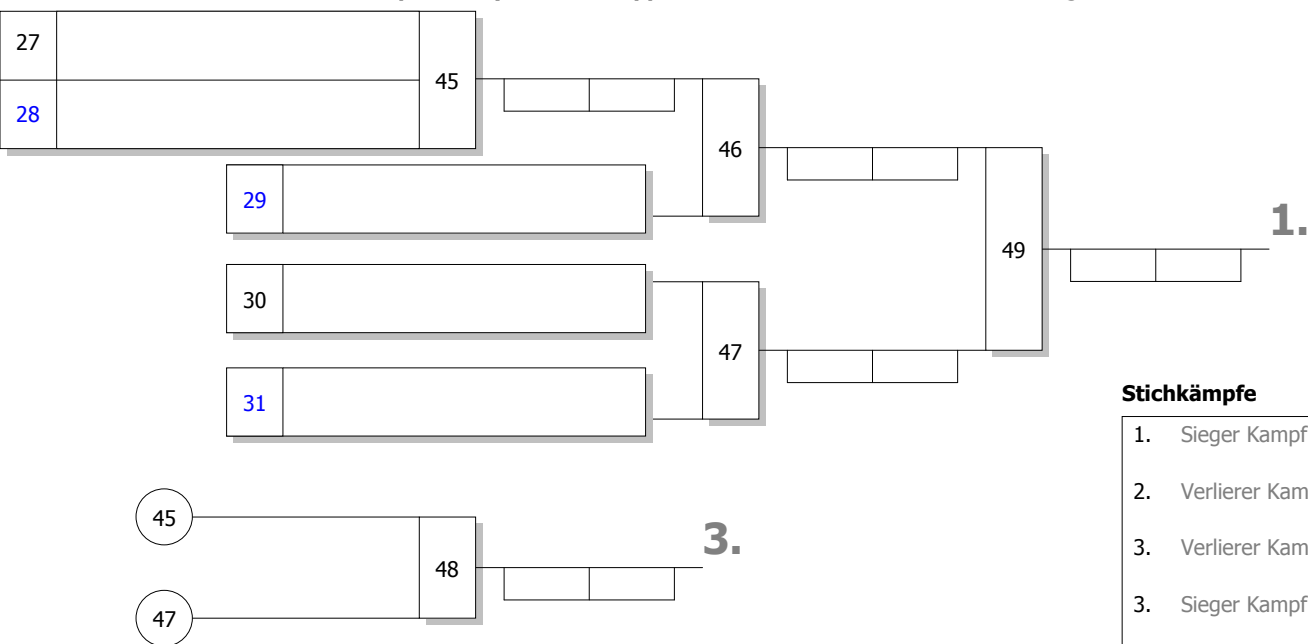 27
28
45
29
46
30
31
47
49
1.
45
47
48
3.
Stichkämpfe
1. Sieger Kampf
2. Verlierer Kam
3. Verlierer Kam
3. Sieger Kampf